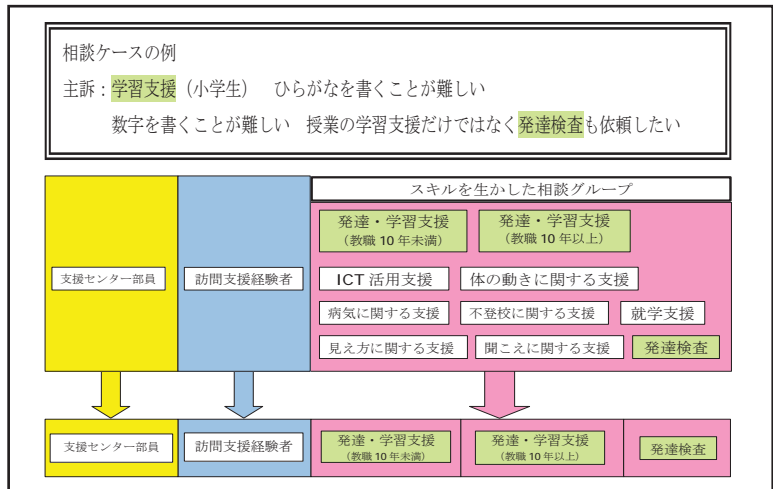 相談ケースの例
主訴：学習支援（小学生）　ひらがなを書くことが難しい
数字を書くことが難しい　授業の学習支援だけではなく発達検査も依頼したい
スキルを生かした相談グループ
支援センター部員
訪問支援経験者
発達・学習支援
（教職 10 年未満）
発達・学習支援
（教職 10 年以上）
ICT 活用支援
体の動きに関する支援
病気に関する支援
不登校に関する支援
就学支援
見え方に関する支援
聞こえに関する支援
発達検査
支援センター部員
訪問支援経験者
発達・学習支援
（教職 10 年未満）
発達・学習支援
（教職 10 年以上）
発達検査